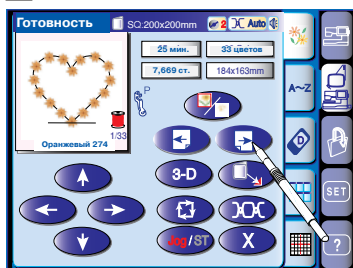 Готовность
SQ:200x200mm 2 Auto
25 мин. 33 цветов
7,669 ст. 184x163mm
P
1/33
Оранжевый 274
3-D
Jog/ST
X
A~Z
D
SET
?